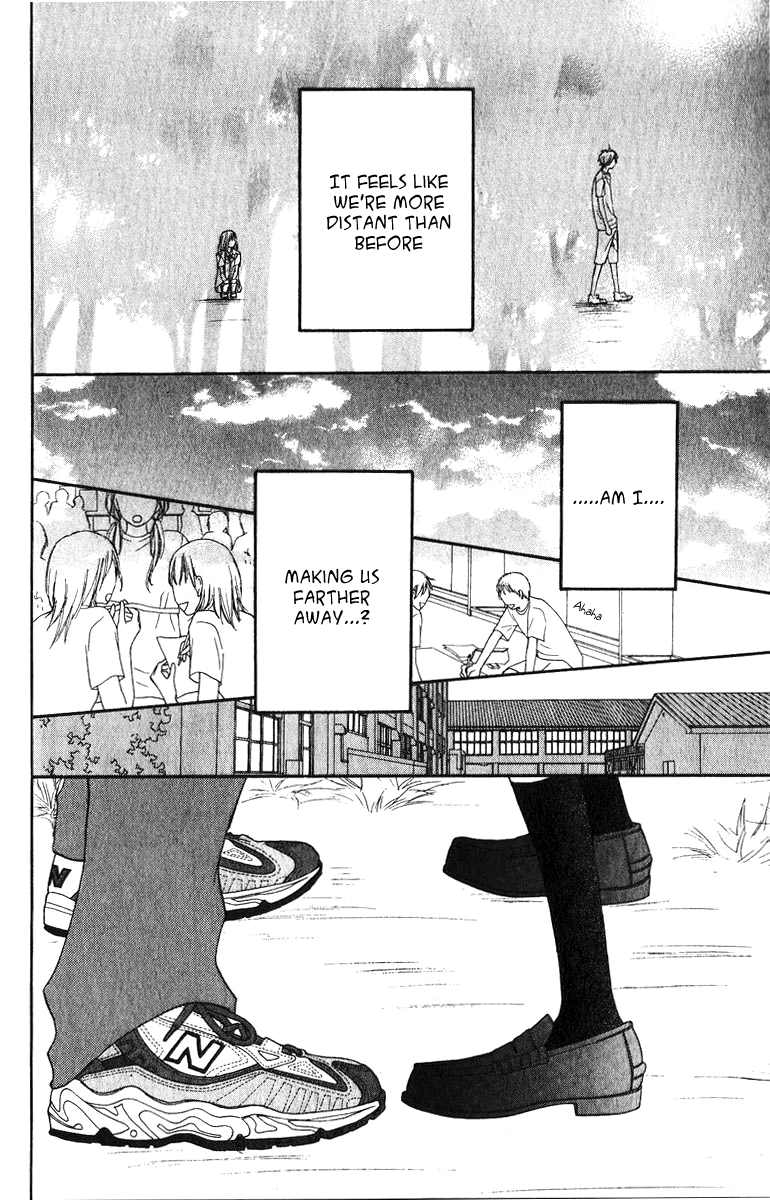 IT FEELS LIKE
WE'RE MORE
DISTANT THAN
BEFORE
.....AM I....
Ahaha
MAKING US
FARTHER
AWAY...?
N
N